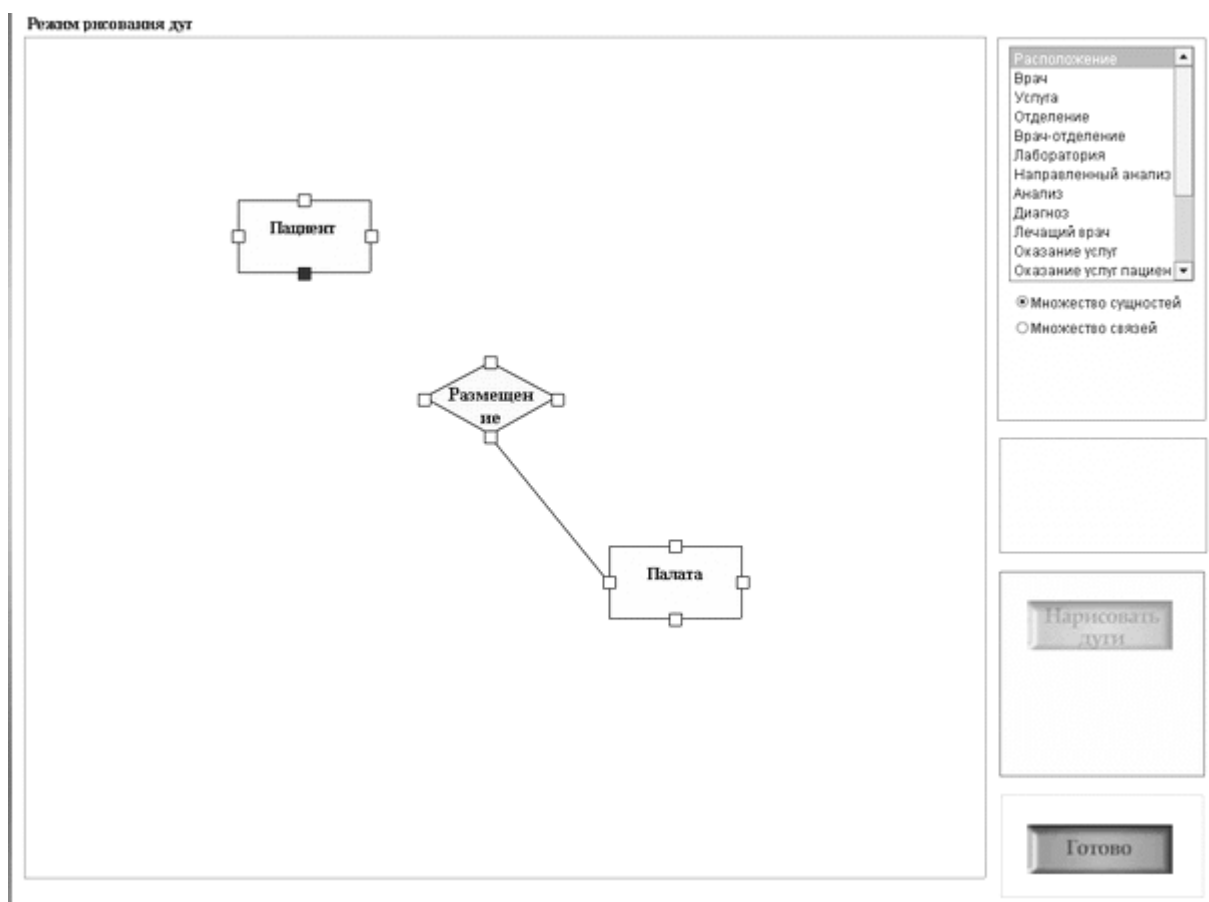 Режим рисования дуг
Пациент
Размещен
ие
Палата
Расположение
Врач
Услуга
Отделение
Врач-отделение
Лаборатория
Направленный анализ
Анализ
Диагноз
Лечащий врач
Оказание услуг
Оказание услуг пациен
Множество сущностей
Множество связей
Нарисовать
дуги
Готово